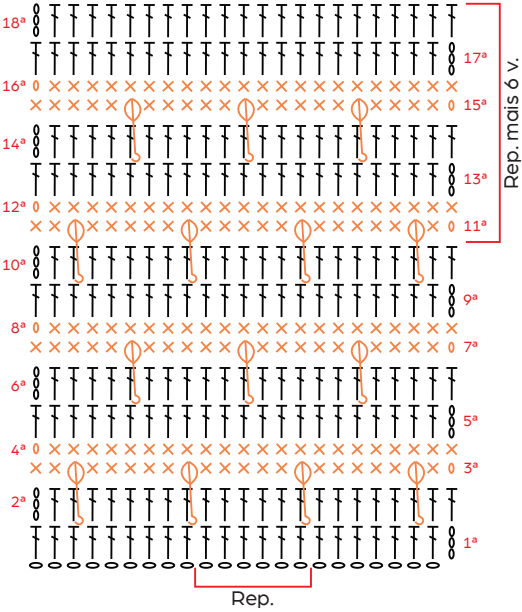 18ª
17ª
16ª
15ª
14ª
13ª
12ª
11ª
10ª
9ª
8ª
7ª
6ª
5ª
4ª
3ª
2ª
1ª
Rep. mais 6 v.
Rep.